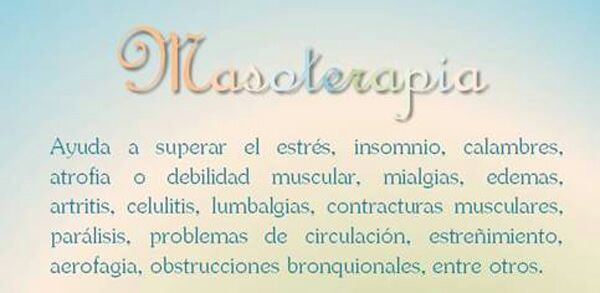 Masoterapia
Ayuda a superar el estrés, insomnio, calambres,
atrofia o debilidad muscular, mialgias, edemas,
artritis, celulitis, lumbalgias, contracturas musculares,
parálisis, problemas de circulación, estreñimiento,
aerofagia, obstrucciones bronquionales, entre otros.